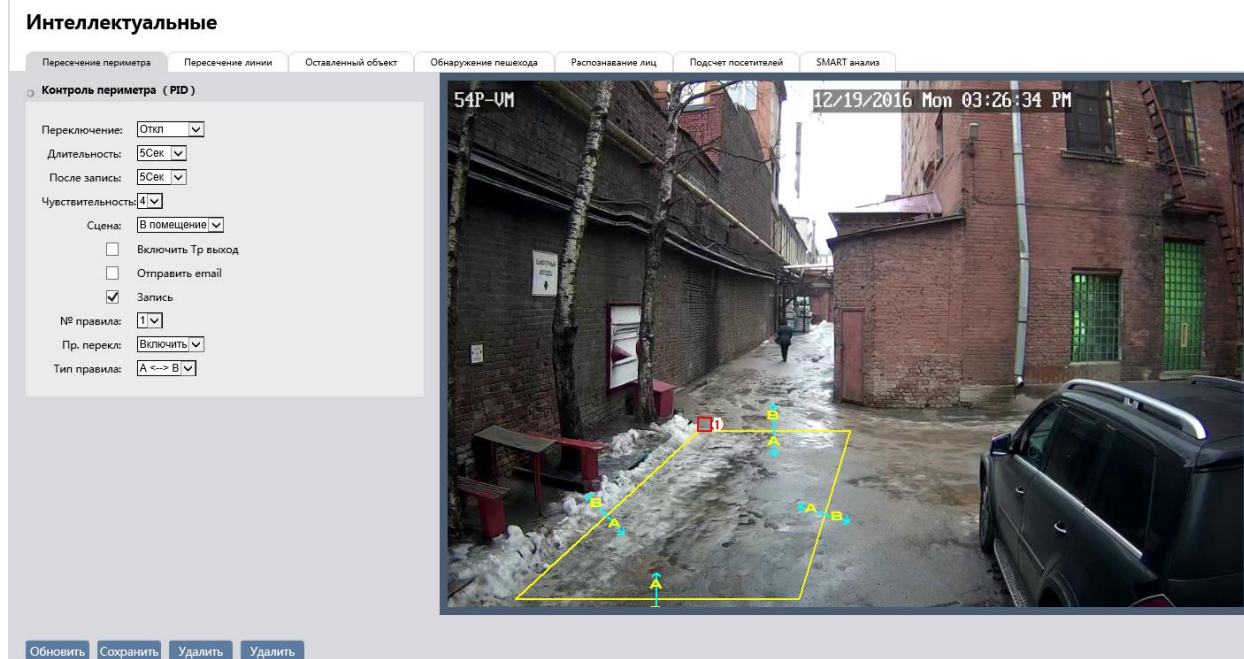 Интеллектуальные
Пересечение периметра Пересечение линии Оставленный объект Обнаружение пешехода Распознавание лиц Подсчет посетителей SMART анализ
Контроль периметра ( PID )
Переключение: Откл
Длительность: 5Сек
После запись: 5Сек
Чувствительность: 4
Сцена: В помещение
Включить Тр выход
Отправить email
Запись
№ правила: 1
Пр. перекл: Включить
Тип правила: A <--> B
54P-VM 12/19/2016 Mon 03:26:34 PM
(1)
B
A
B
A
A B
A
Обновить Сохранить Удалить Удалить